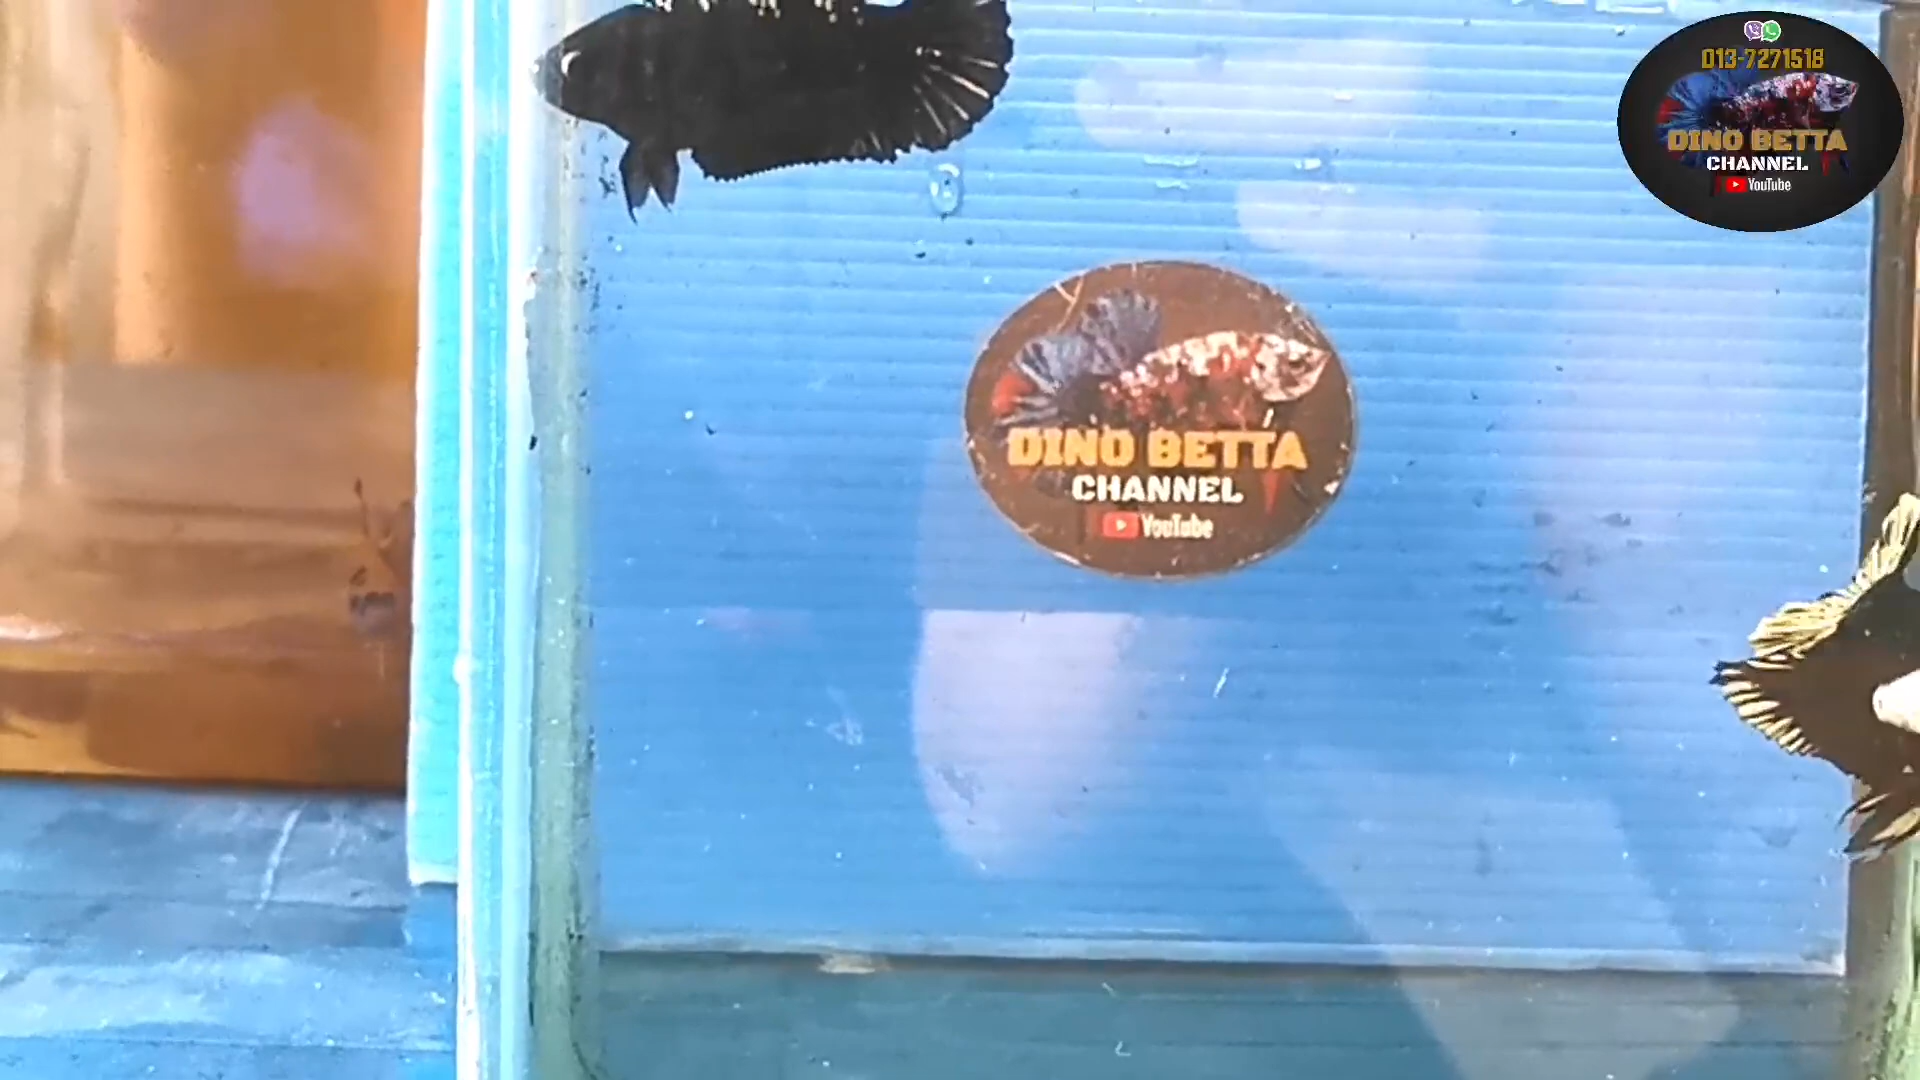 013-7271518
DINO BETTA
CHANNEL
YouTube
DINO BETTA
CHANNEL
YouTube